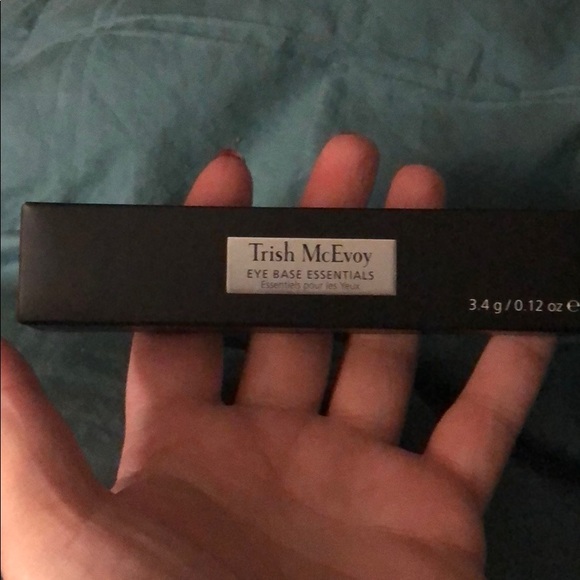 Trish McEvoy
EYE BASE ESSENTIALS
Essentiels pour les Yeux
3.4 g / 0.12 oz ℮